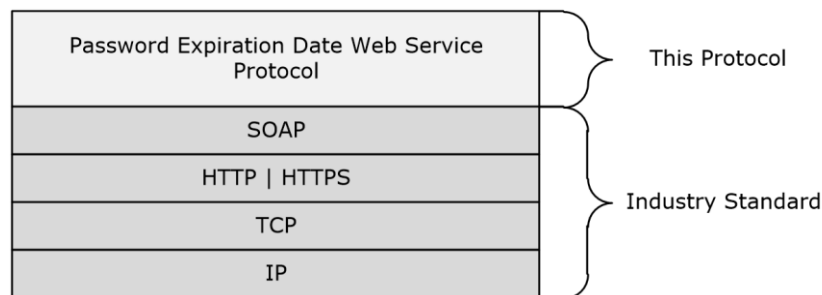 Password Expiration Date Web Service
Protocol
This Protocol
SOAP
HTTP | HTTPS
TCP
Industry Standard
IP